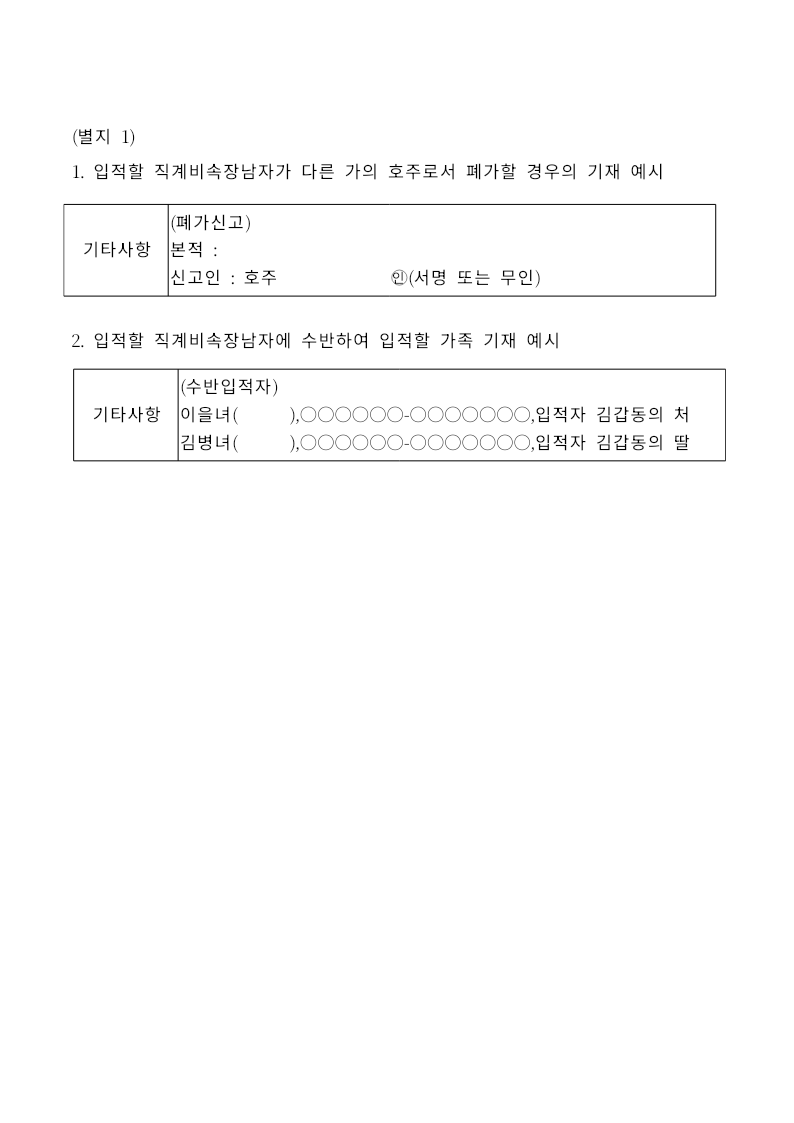 (별지 1)
1. 입적할 직계비속장남자가 다른 가의 호주로서 폐가할 경우의 기재 예시
(폐가신고)
기타사항 본적 :
신고인 : 호주 ㊞(서명 또는 무인)
2. 입적할 직계비속장남자에 수반하여 입적할 가족 기재 예시
(수반입적자)
기타사항 이을녀( ),○○○○○○-○○○○○○○,입적자 김갑동의 처
김병녀( ),○○○○○○-○○○○○○○,입적자 김갑동의 딸